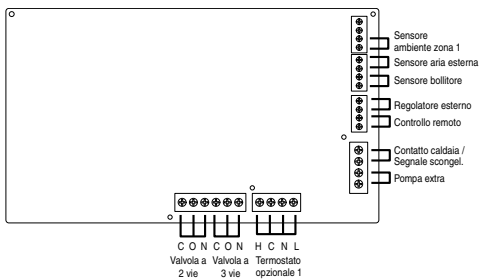 Sensore
ambiente zona 1
Sensore aria esterna
Sensore bollitore
Regolatore esterno
Controllo remoto
Contatto caldaia /
Segnale scongel.
Pompa extra
C O N C O N H C N L
Valvola a Valvola a Termostato
2 vie 3 vie opzionale 1